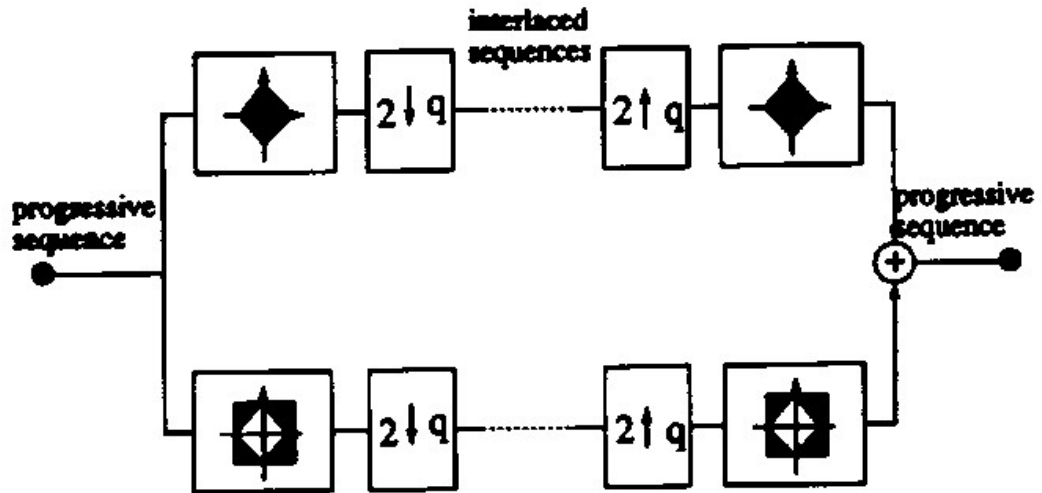 interlaced
sequences
2↓q
2↑q
progressive
sequence
progressive
sequence
+
2↓q
2↑q